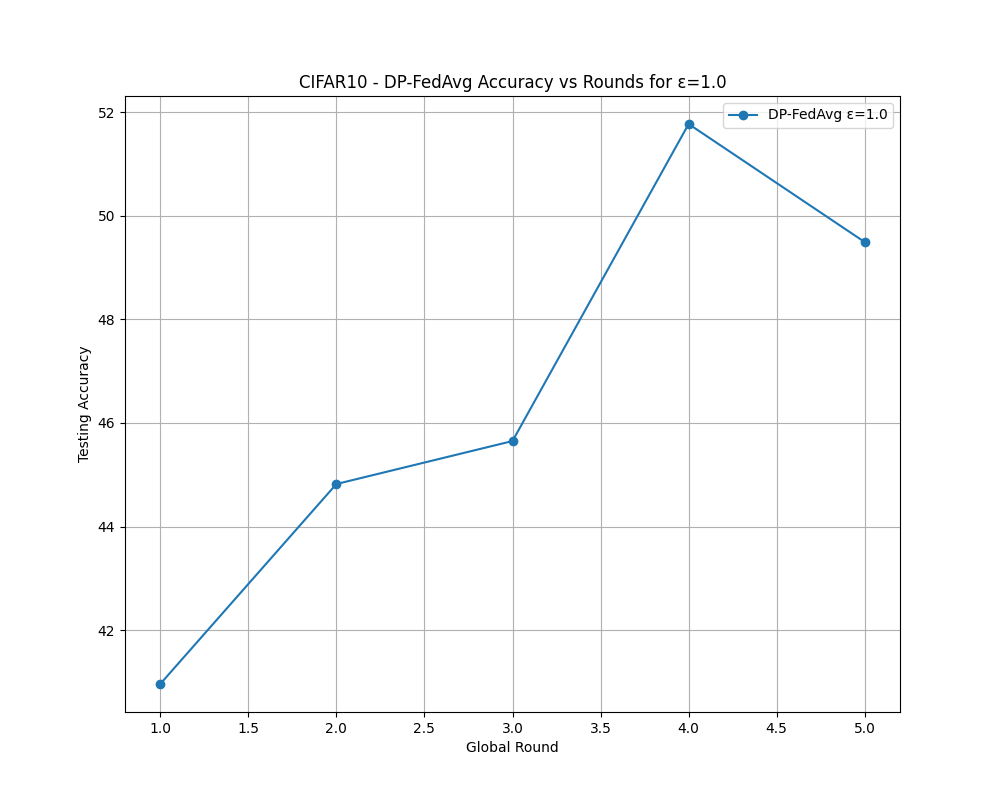 CIFAR10 - DP-FedAvg Accuracy vs Rounds for ε=1.0
DP-FedAvg ε=1.0
52
50
48
46
44
42
Testing Accuracy
1.0 1.5 2.0 2.5 3.0 3.5 4.0 4.5 5.0
Global Round